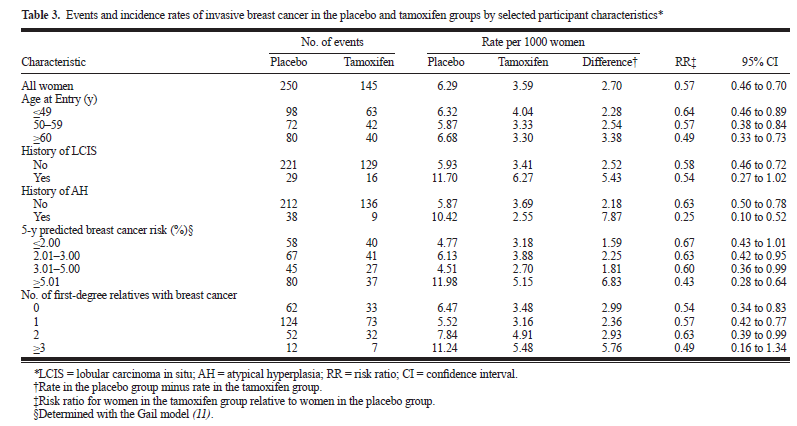 Table 3. Events and incidence rates of invasive breast cancer in the placebo and tamoxifen groups by selected participant characteristics*
No. of events Rate per 1000 women
Characteristic Placebo Tamoxifen Placebo Tamoxifen Difference† RR‡ 95% CI
All women 250 145 6.29 3.59 2.70 0.57 0.46 to 0.70
Age at Entry (y)
≤49 98 63 6.32 4.04 2.28 0.64 0.46 to 0.89
50–59 72 42 5.87 3.33 2.54 0.57 0.38 to 0.84
≥60 80 40 6.68 3.30 3.38 0.49 0.33 to 0.73
History of LCIS
No 221 129 5.93 3.41 2.52 0.58 0.46 to 0.72
Yes 29 16 11.70 6.27 5.43 0.54 0.27 to 1.02
History of AH
No 212 136 5.87 3.69 2.18 0.63 0.50 to 0.78
Yes 38 9 10.42 2.55 7.87 0.25 0.10 to 0.52
5-y predicted breast cancer risk (%)§
≤2.00 58 40 4.77 3.18 1.59 0.67 0.43 to 1.01
2.01–3.00 67 41 6.13 3.88 2.25 0.63 0.42 to 0.95
3.01–5.00 45 27 4.51 2.70 1.81 0.60 0.36 to 0.99
≥5.01 80 37 11.98 5.15 6.83 0.43 0.28 to 0.64
No. of first-degree relatives with breast cancer
0 62 33 6.47 3.48 2.99 0.54 0.34 to 0.83
1 124 73 5.52 3.16 2.36 0.57 0.42 to 0.77
2 52 32 7.84 4.91 2.93 0.63 0.39 to 0.99
≥3 12 7 11.24 5.48 5.76 0.49 0.16 to 1.34
*LCIS = lobular carcinoma in situ; AH = atypical hyperplasia; RR = risk ratio; CI = confidence interval.
†Rate in the placebo group minus rate in the tamoxifen group.
‡Risk ratio for women in the tamoxifen group relative to women in the placebo group.
§Determined with the Gail model (11).